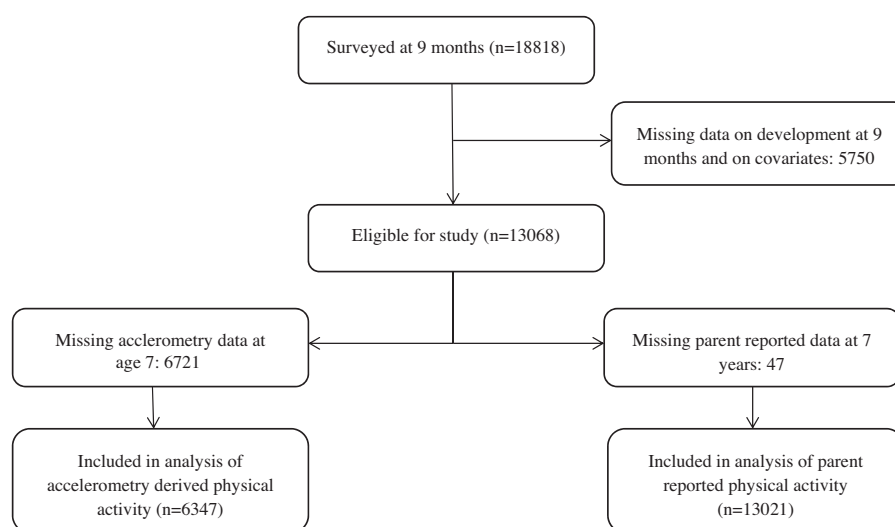 Surveyed at 9 months (n=18818)
Missing data on development at 9
months and on covariates: 5750
Eligible for study (n=13068)
Missing acclerometry data at
age 7: 6721
Missing parent reported data at 7
years: 47
Included in analysis of
accelerometry derived physical
activity (n=6347)
Included in analysis of parent
reported physical activity
(n=13021)